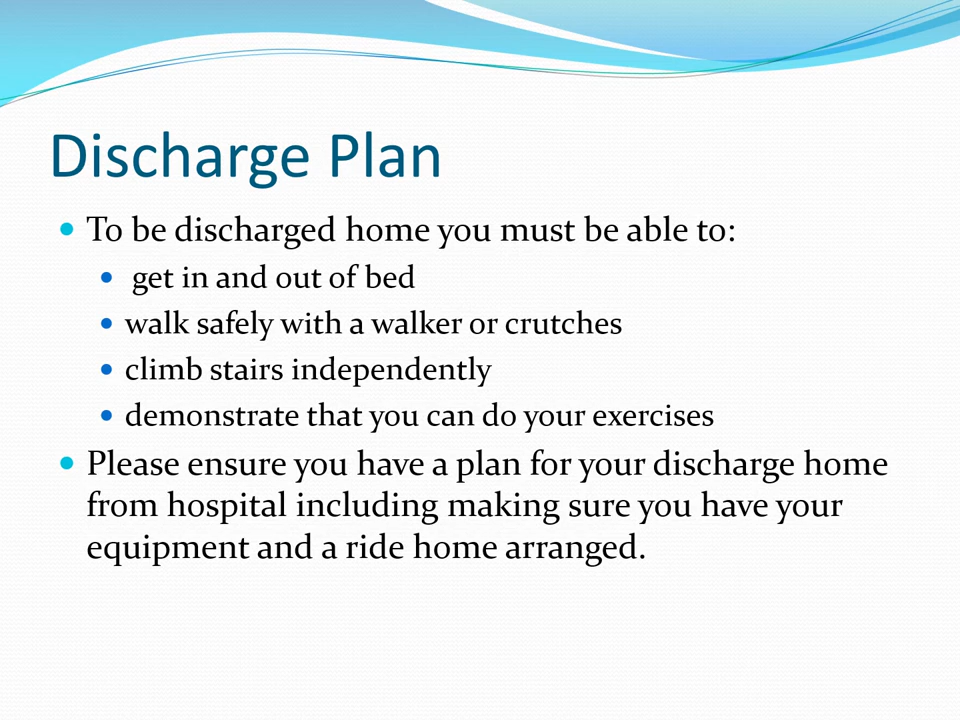 Discharge Plan
To be discharged home you must be able to:
get in and out of bed
walk safely with a walker or crutches
climb stairs independently
demonstrate that you can do your exercises
Please ensure you have a plan for your discharge home
from hospital including making sure you have your
equipment and a ride home arranged.